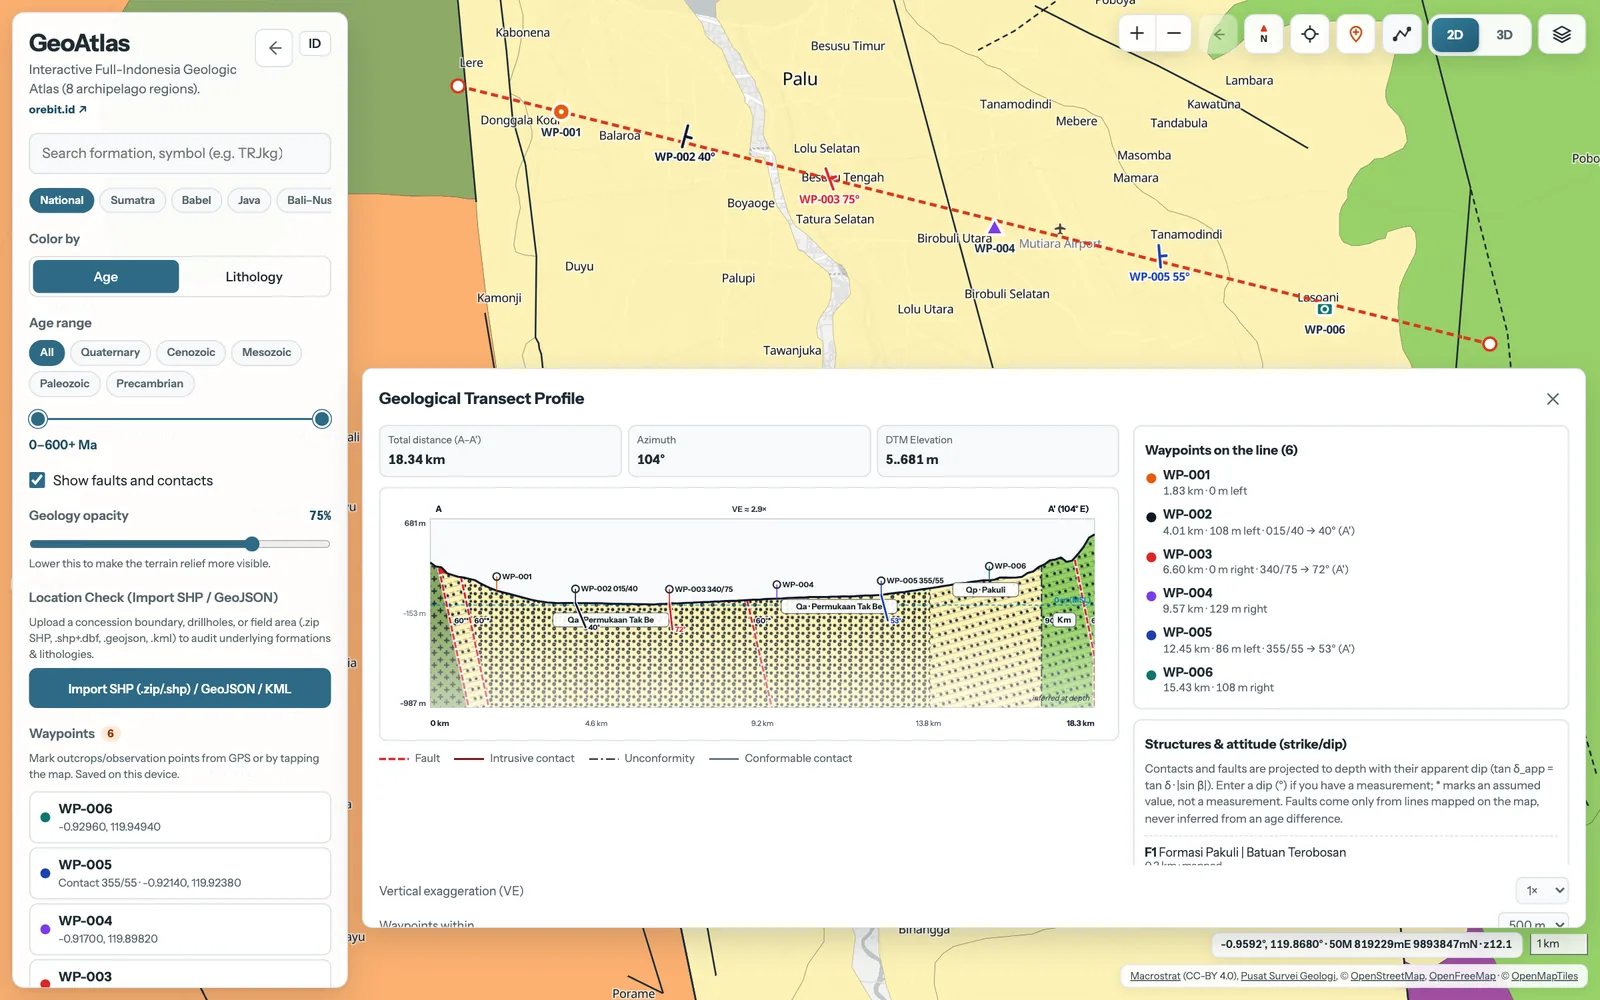 GeoAtlas
ID
Interactive Full-Indonesia Geologic
Atlas (8 archipelago regions).
orebit.id ↗
Search formation, symbol (e.g. TRJkg)
National
Sumatra
Babel
Java
Bali-Nus
Color by
Age
Lithology
Age range
All
Quaternary
Cenozoic
Mesozoic
Paleozoic
Precambrian
0–600+ Ma
Show faults and contacts
Geology opacity
75%
Lower this to make the terrain relief more visible.
Location Check (Import SHP / GeoJSON)
Upload a concession boundary, drillholes, or field area (.zip
SHP, .shp+.dbf, .geojson, .kml) to audit underlying formations
& lithologies.
Import SHP (.zip/.shp) / GeoJSON / KML
Waypoints 6
Mark outcrops/observation points from GPS or by tapping
the map. Saved on this device.
WP-006
-0.92960, 119.94940
WP-005
Contact 355/55 · -0.92140, 119.92380
WP-004
-0.91700, 119.89820
WP-003
Poboya
Kabonena
Besusu Timur
Lere
Palu
Lambara
Tanamodindi
Kawatuna
Donggala Kodi
WP-001
Balaroa
Mebere
Tandabula
WP-002 40°
Lolu Selatan
Masomba
Pobo
Besusu Tengah
Mamara
WP-003 75°
Boyaoge
Tatura Selatan
Birobuli Utara
WP-004
Mutiara Airport
Tanamodindi
Duyu
Palupi
WP-005 55°
Kamonji
Birobuli Selatan
Lasoani
Lolu Utara
WP-006
Tawanjuka
N
2D
3D
Geological Transect Profile
Total distance (A–A')
18.34 km
Azimuth
104°
DTM Elevation
5..681 m
A
VE ≈ 2.9×
A' (104° E)
681 m
-153 m
-987 m
WP-001
WP-002 015/40
WP-003 340/75
WP-004
WP-005 355/55
WP-006
Qa
Permukaan Tak Be
Qa · Permukaan Tak Be
Qp · Pakuli
Km
60°*
60°*
40°
72°
60°*
53°
inferred at depth
0 km
4.6 km
9.2 km
13.8 km
18.3 km
Fault
Intrusive contact
Unconformity
Conformable contact
Waypoints on the line (6)
WP-001
1.83 km · 0 m left
WP-002
4.01 km · 108 m left · 015/40 → 40° (A')
WP-003
6.60 km · 0 m right · 340/75 → 72° (A')
WP-004
9.57 km · 129 m right
WP-005
12.45 km · 86 m left · 355/55 → 53° (A')
WP-006
15.43 km · 108 m right
Structures & attitude (strike/dip)
Contacts and faults are projected to depth with their apparent dip (tan δ_app =
tan δ · |sin β|). Enter a dip (°) if you have a measurement; * marks an assumed
value, not a measurement. Faults come only from lines mapped on the map,
never inferred from an age difference.
F1 Formasi Pakuli | Batuan Terobosan
Vertical exaggeration (VE)
1×
Waypoints within
500 m
Binangga
Porame
-0.9592°, 119.8680° · 50M 819229mE 9893847mN · z12.1
1 km
Macrostrat (CC-BY 4.0), Pusat Survei Geologi, © OpenStreetMap, OpenFreeMap · © OpenMapTiles